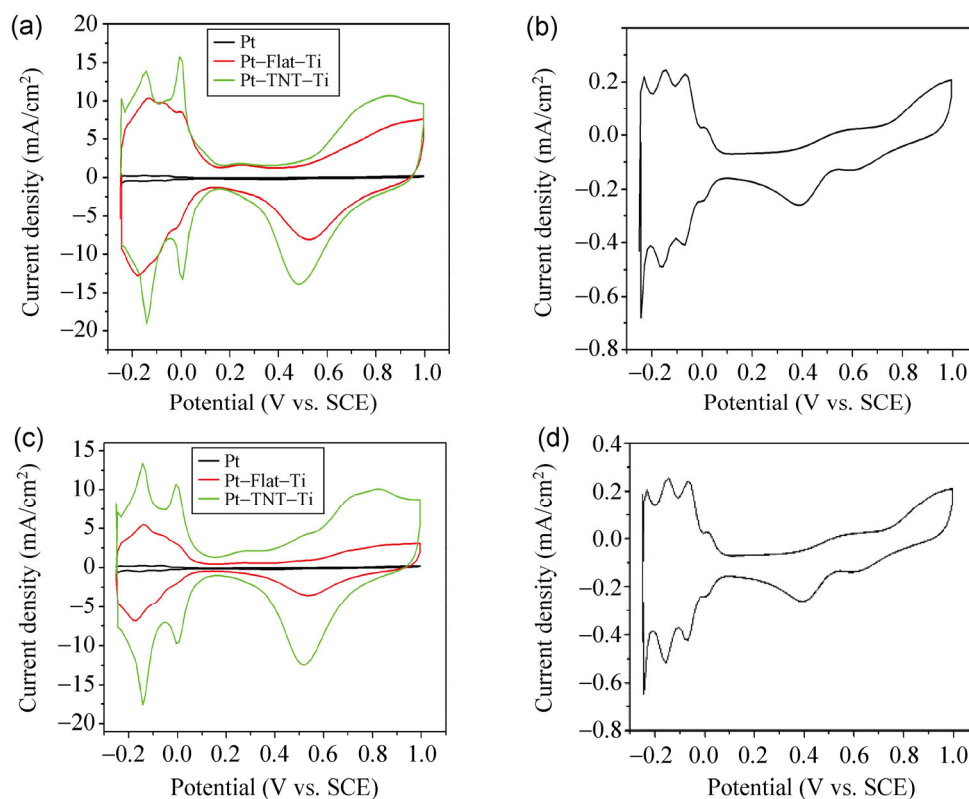 (a)
20
15
10
5
0
−5
−10
−15
−20
Current density (mA/cm²)
Pt
Pt–Flat–Ti
Pt–TNT–Ti
−0.2 0.0 0.2 0.4 0.6 0.8 1.0
Potential (V vs. SCE)
(b)
0.2
0.0
−0.2
−0.4
−0.6
−0.8
Current density (mA/cm²)
−0.2 0.0 0.2 0.4 0.6 0.8 1.0
Potential (V vs. SCE)
(c)
15
10
5
0
−5
−10
−15
−20
Current density (mA/cm²)
Pt
Pt–Flat–Ti
Pt–TNT–Ti
−0.2 0.0 0.2 0.4 0.6 0.8 1.0
Potential (V vs. SCE)
(d)
0.4
0.2
0.0
−0.2
−0.4
−0.6
−0.8
Current density (mA/cm²)
−0.2 0.0 0.2 0.4 0.6 0.8 1.0
Potential (V vs. SCE)